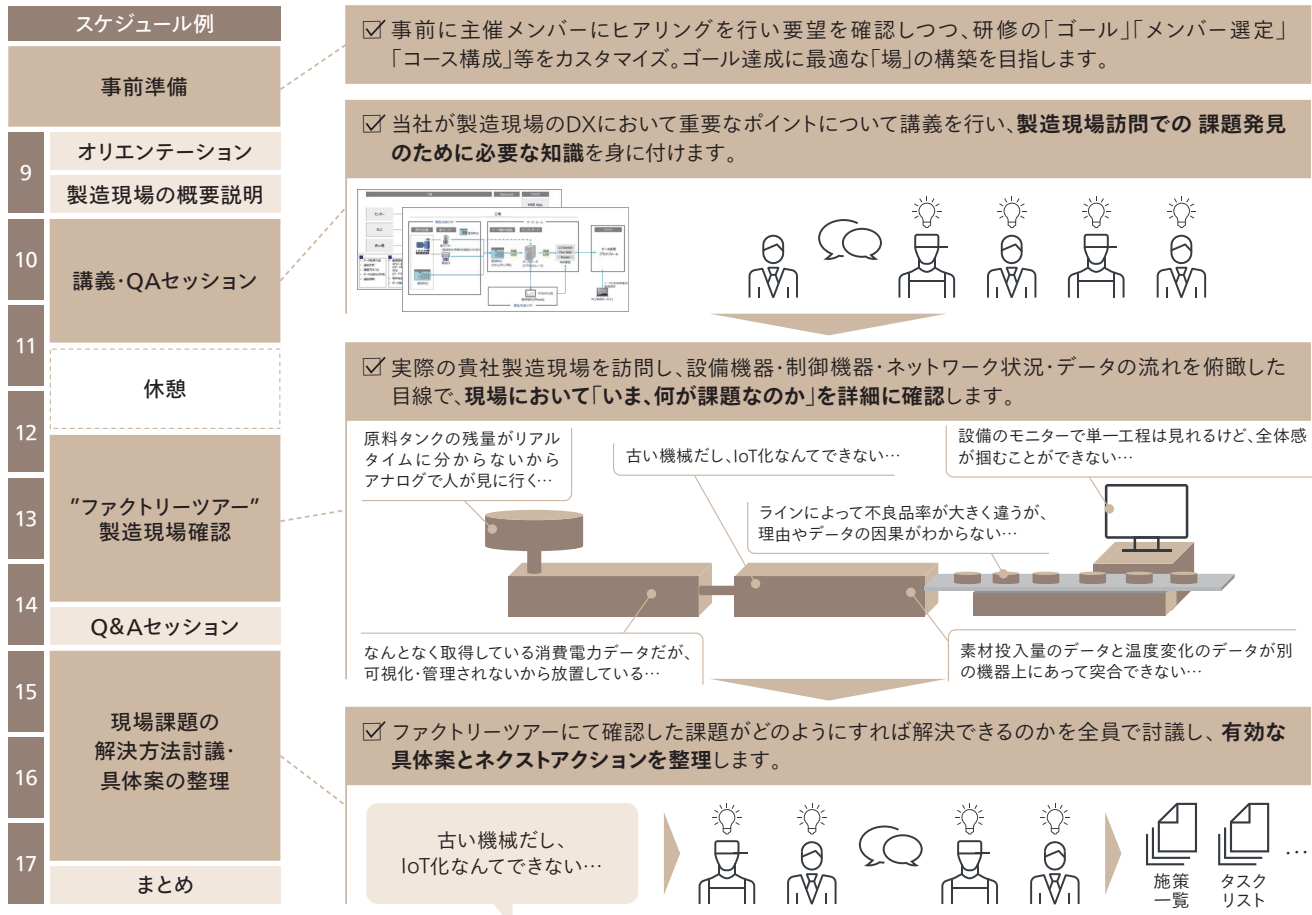 スケジュール例
事前準備
9
オリエンテーション
製造現場の概要説明
10
講義・QAセッション
11
休憩
12
13
"ファクトリーツアー"
製造現場確認
14
Q&Aセッション
15
現場課題の
解決方法討議・
具体案の整理
16
17
まとめ
事前に主催メンバーにヒアリングを行い要望を確認しつつ、研修の「ゴール」「メンバー選定」
「コース構成」等をカスタマイズ。ゴール達成に最適な「場」の構築を目指します。
当社が製造現場のDXにおいて重要なポイントについて講義を行い、製造現場訪問での 課題発見
のために必要な知識を身に付けます。
実際の貴社製造現場を訪問し、設備機器・制御機器・ネットワーク状況・データの流れを俯瞰した
目線で、現場において「いま、何が課題なのか」を詳細に確認します。
原料タンクの残量がリアル
タイムに分からないから
アナログで人が見に行く…
古い機械だし、IoT化なんてできない…
設備のモニターで単一工程は見れるけど、全体感
が掴むことができない…
ラインによって不良品率が大きく違うが、
理由やデータの因果がわからない…
なんとなく取得している消費電力データだが、
可視化・管理されないから放置している…
素材投入量のデータと温度変化のデータが別
の機器上にあって突合できない…
ファクトリーツアーにて確認した課題がどのようにすれば解決できるのかを全員で討議し、有効な
具体案とネクストアクションを整理します。
古い機械だし、
IoT化なんてできない…
施策
一覧
タスク
リスト
…